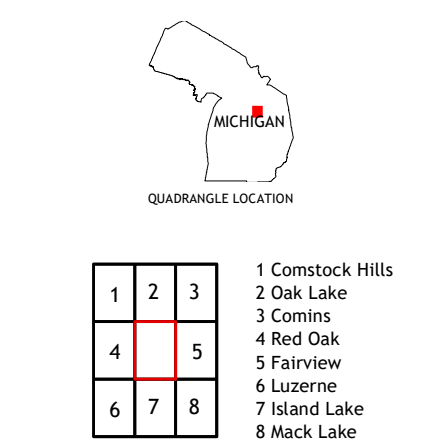 MICHIGAN
QUADRANGLE LOCATION
1 2 3
4 5
6 7 8
1 Comstock Hills
2 Oak Lake
3 Comins
4 Red Oak
5 Fairview
6 Luzerne
7 Island Lake
8 Mack Lake